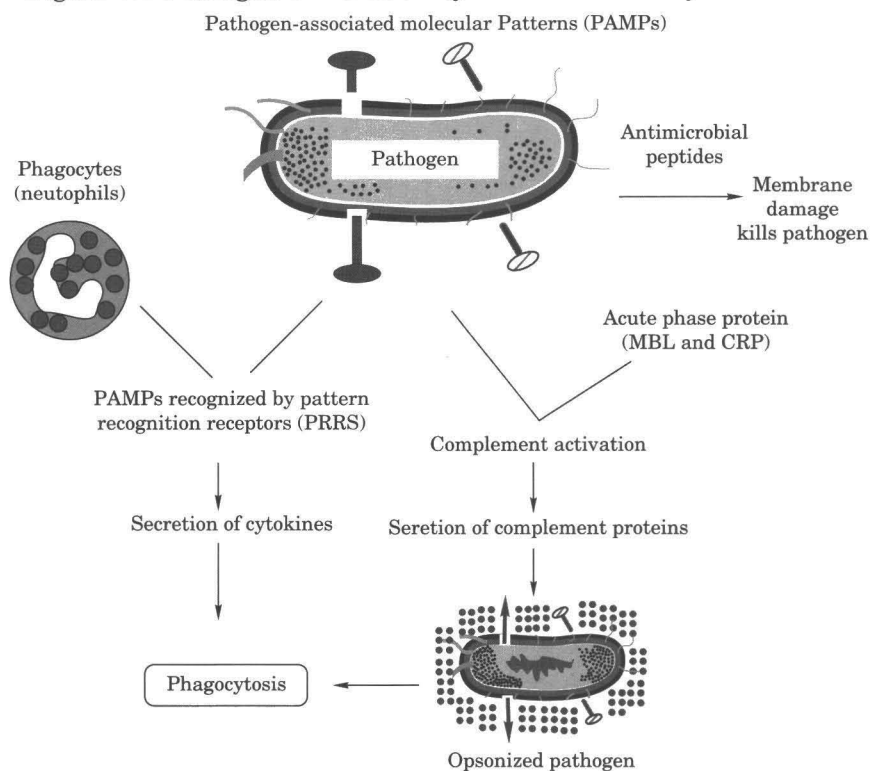 Pathogen-associated molecular Patterns (PAMPs)
Pathogen
Antimicrobial
peptides
Membrane
damage
kills pathogen
Phagocytes
(neutophils)
Acute phase protein
(MBL and CRP)
PAMPs recognized by pattern
recognition receptors (PRRS)
Complement activation
Secretion of cytokines
Seretion of complement proteins
Phagocytosis
Opsonized pathogen